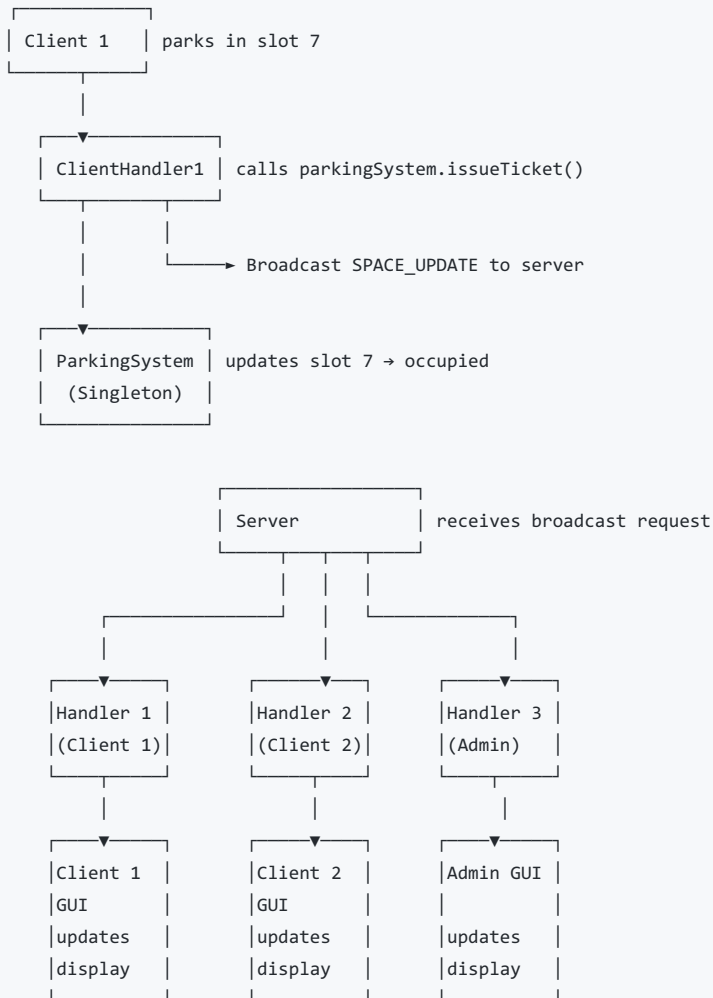 Client 1 parks in slot 7
ClientHandler1 calls parkingSystem.issueTicket()
Broadcast SPACE_UPDATE to server
ParkingSystem updates slot 7 → occupied
(Singleton)
Server receives broadcast request
Handler 1 Handler 2 Handler 3
(Client 1) (Client 2) (Admin)
Client 1 Client 2 Admin GUI
GUI GUI
updates updates updates
display display display